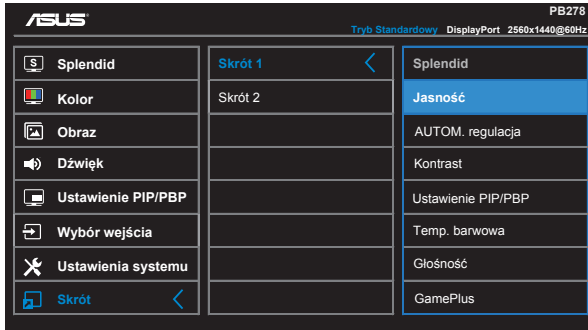 ASUS
PB278
Tryb Standardowy DisplayPort 2560x1440@60Hz
S Splendid
Kolor
Obraz
Dźwięk
Ustawienie PIP/PBP
Wybór wejścia
Ustawienia systemu
Skrót
Skrót 1
Skrót 2
Splendid
Jasność
AUTOM. regulacja
Kontrast
Ustawienie PIP/PBP
Temp. barwowa
Głośność
GamePlus